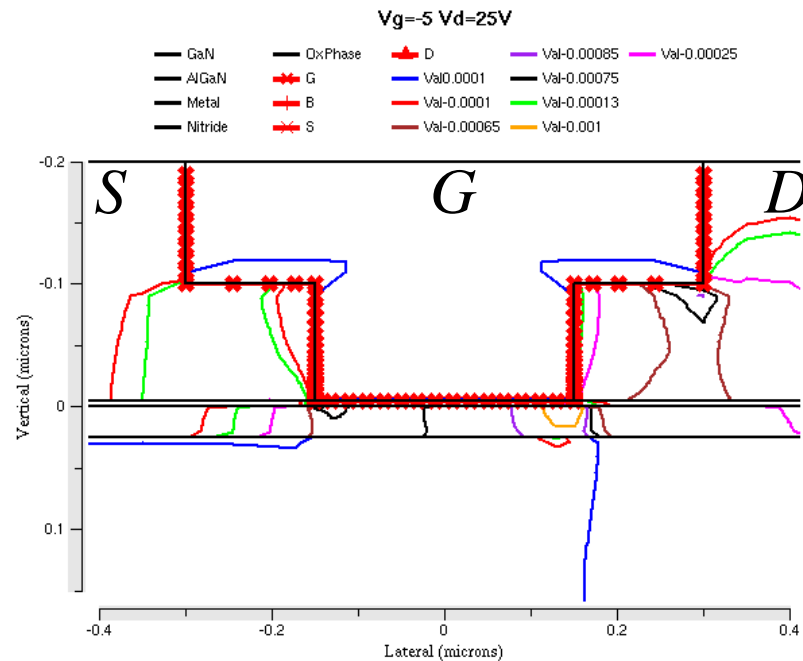 Vg=-5 Vd=25V
GaN OxPhase D Val-0.00085 Val-0.00025
AlGaN G Val0.0001 Val-0.00075
Metal B Val-0.0001 Val-0.00013
Nitride S Val-0.00065 Val-0.001
-0.2
S G D
-0.1
0
0.1
Vertical (microns)
-0.4 -0.2 0 0.2 0.4
Lateral (microns)